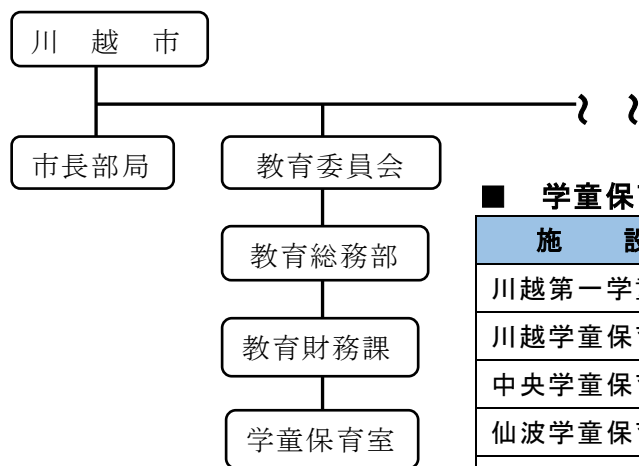 川越市
市長部局
教育委員会
教育総務部
教育財務課
学童保育室
■ 学童保
施 設
川越第一学
川越学童保
中央学童保
仙波学童保